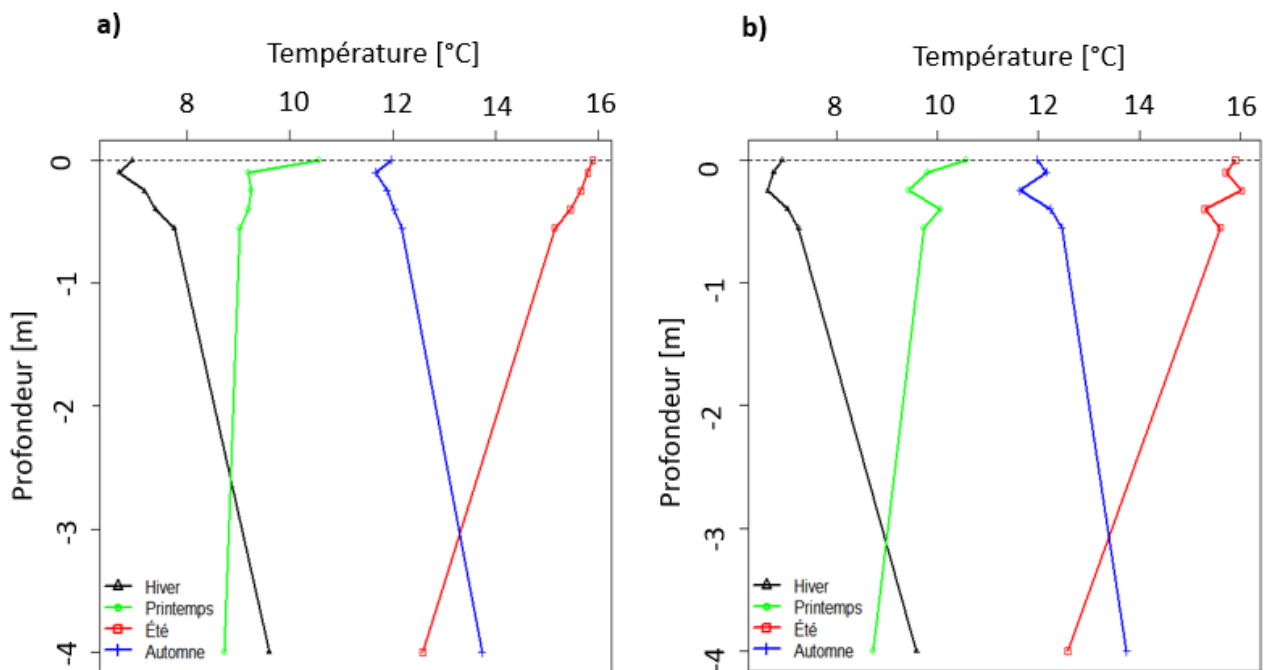 a)
Température [°C]
8 10 12 14 16
0
-1
-2
-3
-4
Profondeur [m]
Hiver
Printemps
Été
Automne
b)
Température [°C]
8 10 12 14 16
0
-1
-2
-3
-4
Profondeur [m]
Hiver
Printemps
Été
Automne